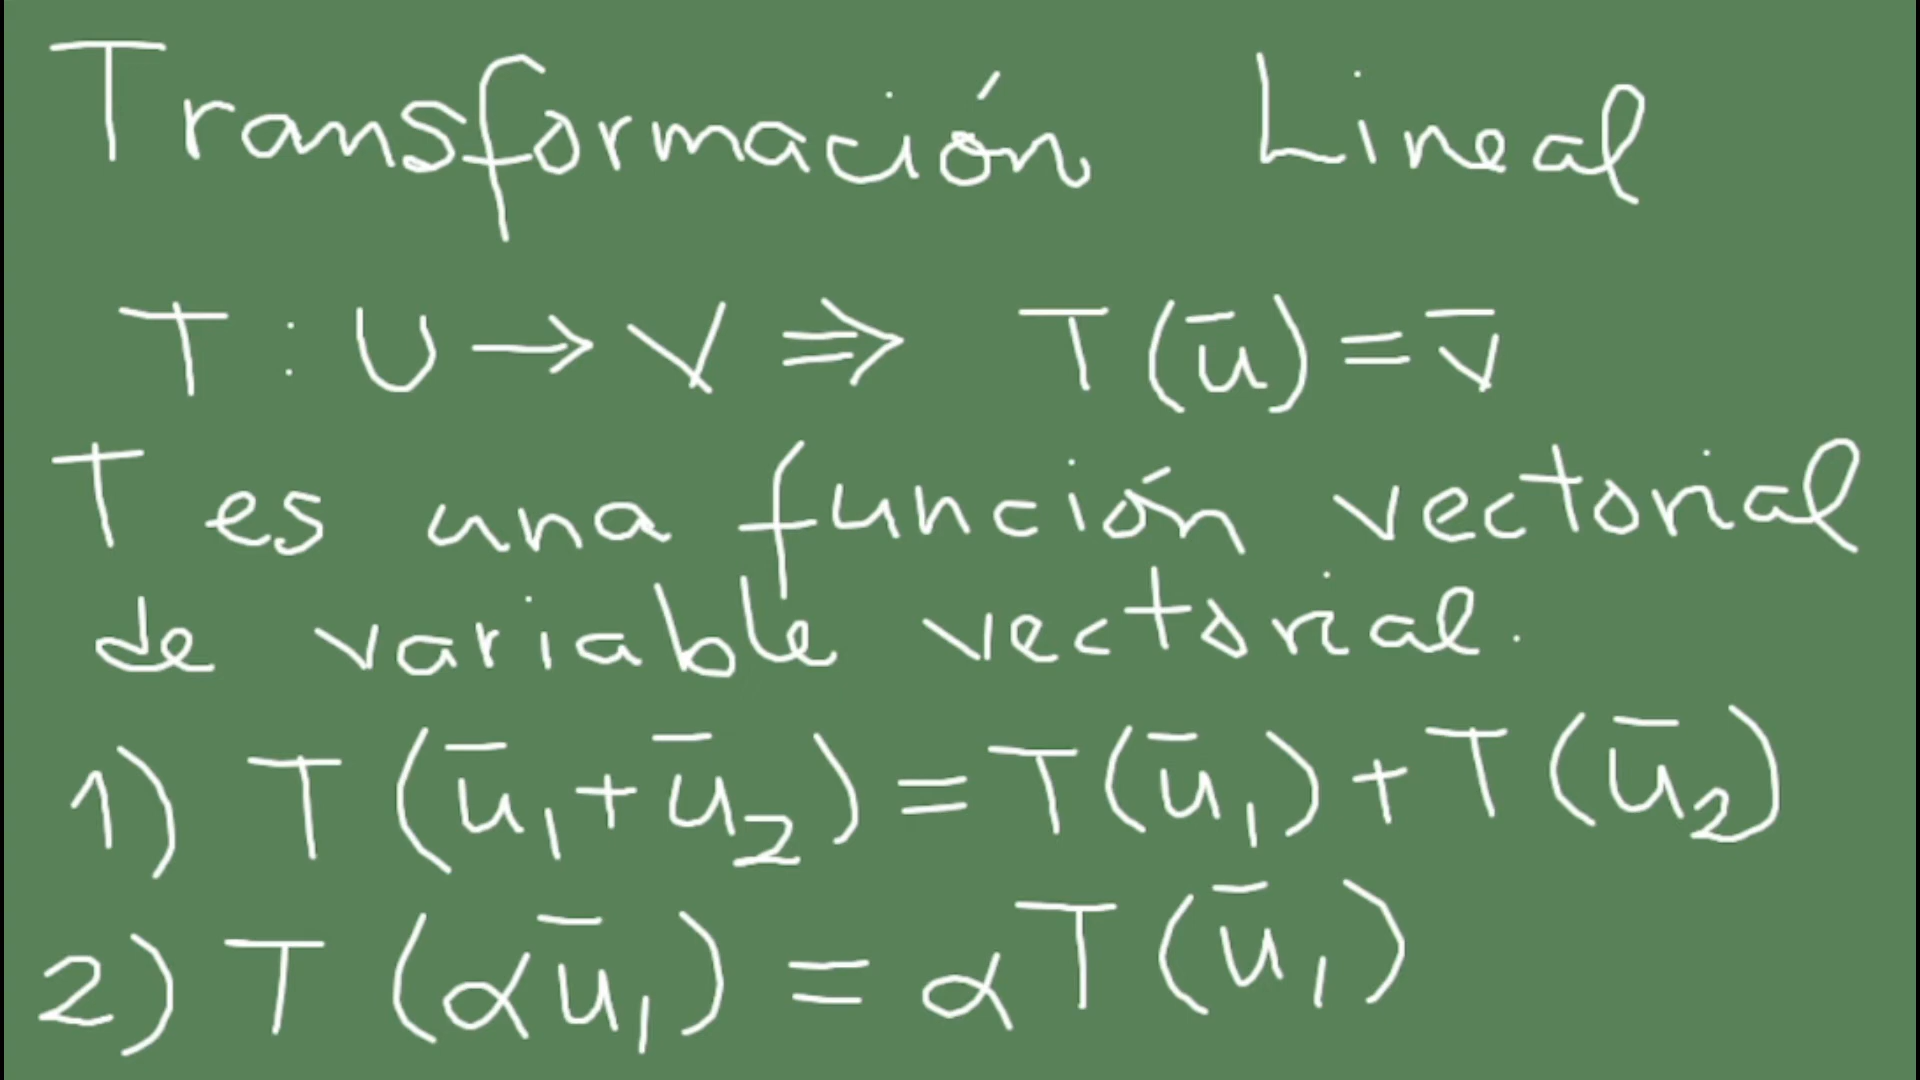 Transformación Lineal
T : U → V ⇒ T(ū) = v̄
T es una función vectorial
de variable vectorial.
1) T(ū₁+ū₂) = T(ū₁)+T(ū₂)
2) T(αū₁) = αT(ū₁)